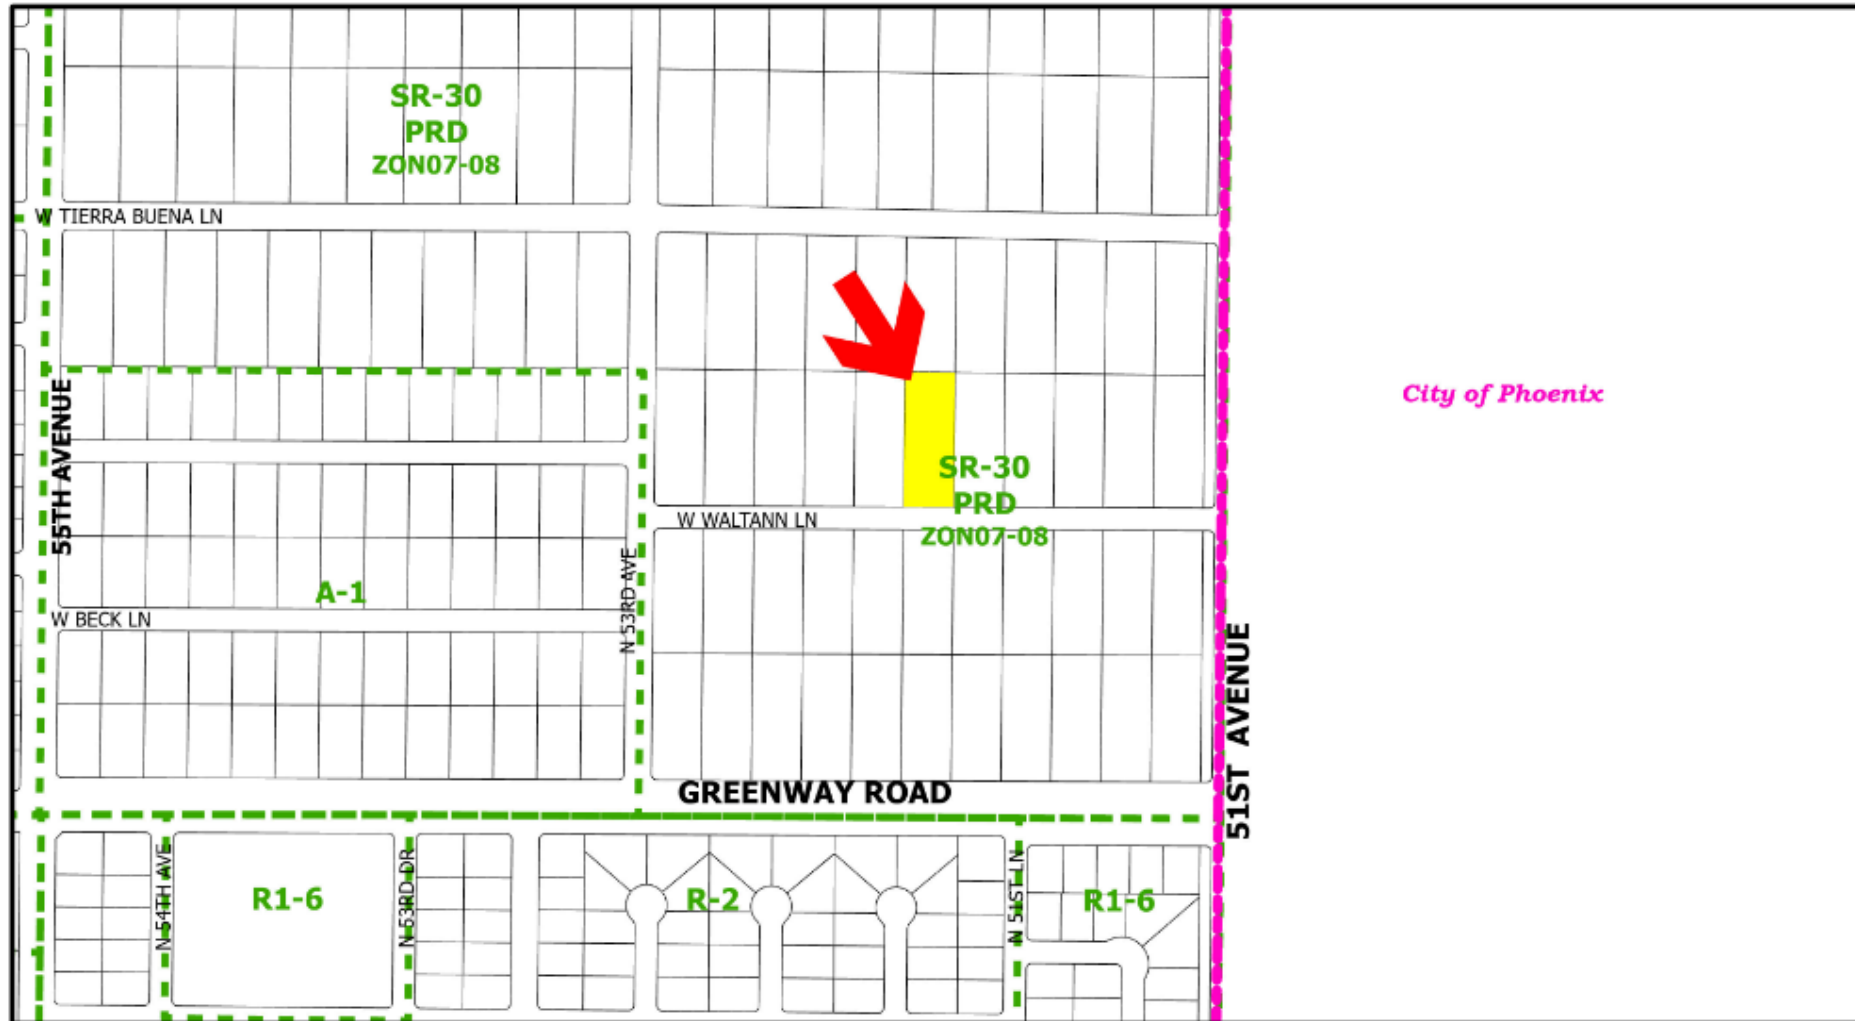 SR-30
PRD
ZON07-08
W TIERRA BUENA LN
55TH AVENUE
City of Phoenix
SR-30
PRD
ZON07-08
W WALTANN LN
N 53RD AVE
A-1
W BECK LN
51ST AVENUE
GREENWAY ROAD
N 54TH AVE
R1-6
N 53RD DR
R-2
N 51ST LN
R1-6